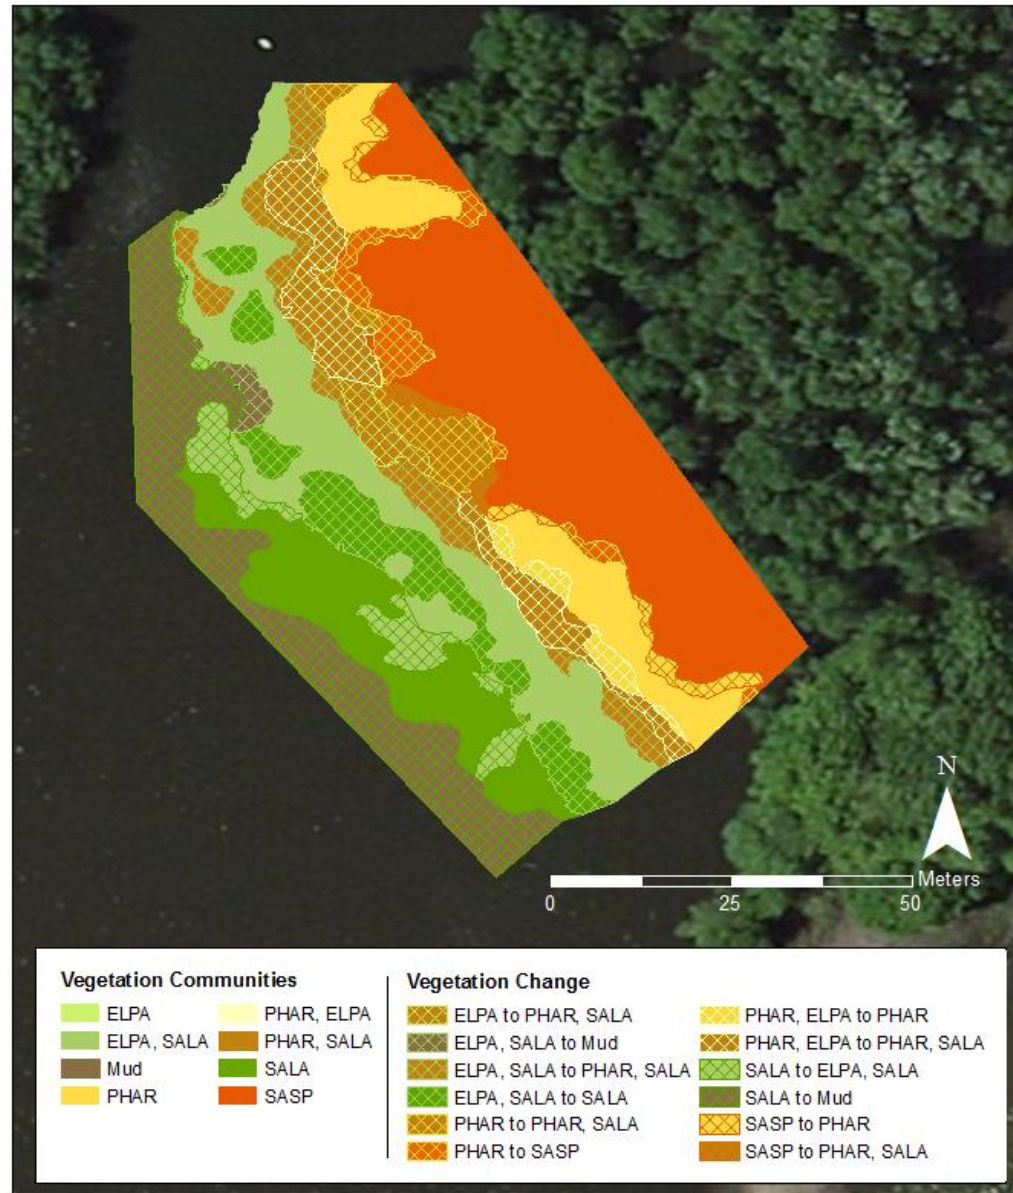 N
Meters
0 25 50
Vegetation Communities
ELPA
ELPA, SALA
Mud
PHAR
PHAR, ELPA
PHAR, SALA
SALA
SASP
Vegetation Change
ELPA to PHAR, SALA
ELPA, SALA to Mud
ELPA, SALA to PHAR, SALA
ELPA, SALA to SALA
PHAR to PHAR, SALA
PHAR to SASP
PHAR, ELPA to PHAR
PHAR, ELPA to PHAR, SALA
SALA to ELPA, SALA
SALA to Mud
SASP to PHAR
SASP to PHAR, SALA